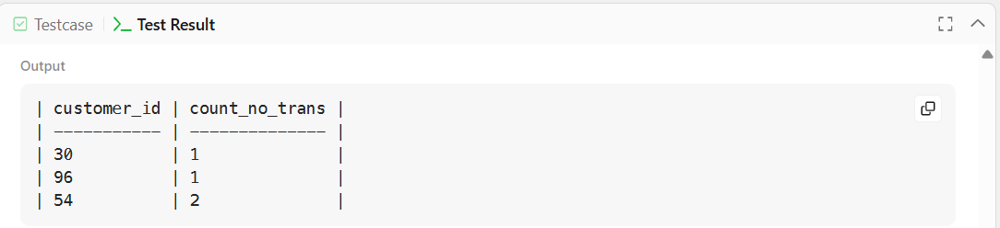 Testcase | >_ Test Result
Output
| customer_id | count_no_trans |
| ----------- | -------------- |
| 30          | 1              |
| 96          | 1              |
| 54          | 2              |